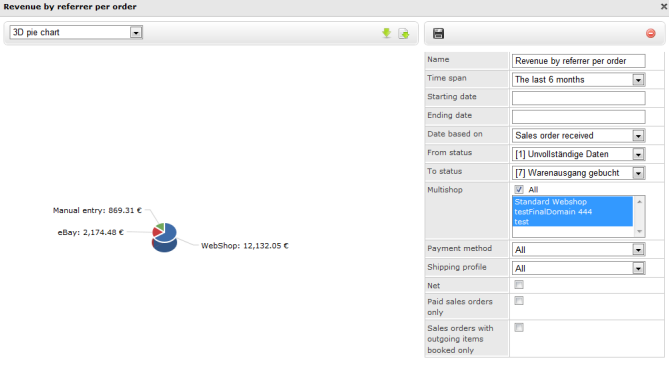 Revenue by referrer per order
3D pie chart
Manual entry: 869.31 €
eBay: 2,174.48 €
WebShop: 12,132.05 €
Name Revenue by referrer per order
Time span The last 6 months
Starting date
Ending date
Date based on Sales order received
From status [1] Unvollständige Daten
To status [7] Warenausgang gebucht
Multishop All
Standard Webshop
testFinalDomain 444
test
Payment method All
Shipping profile All
Net
Paid sales orders
only
Sales orders with
outgoing items
booked only